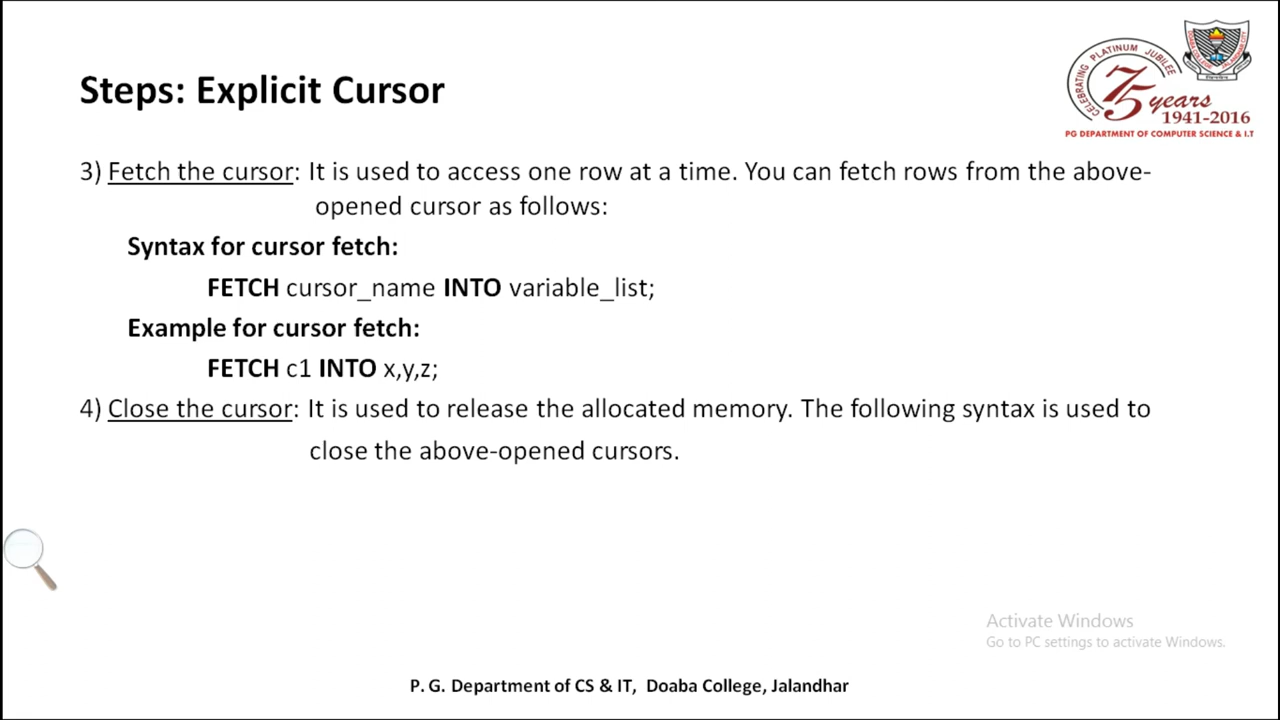 Steps: Explicit Cursor
CELEBRATING PLATINUM JUBILEE
75 years
1941-2016
PG DEPARTMENT OF COMPUTER SCIENCE & I.T
3) Fetch the cursor: It is used to access one row at a time. You can fetch rows from the above-
opened cursor as follows:
Syntax for cursor fetch:
FETCH cursor_name INTO variable_list;
Example for cursor fetch:
FETCH c1 INTO x,y,z;
4) Close the cursor: It is used to release the allocated memory. The following syntax is used to
close the above-opened cursors.
Activate Windows
Go to PC settings to activate Windows.
P. G. Department of CS & IT, Doaba College, Jalandhar